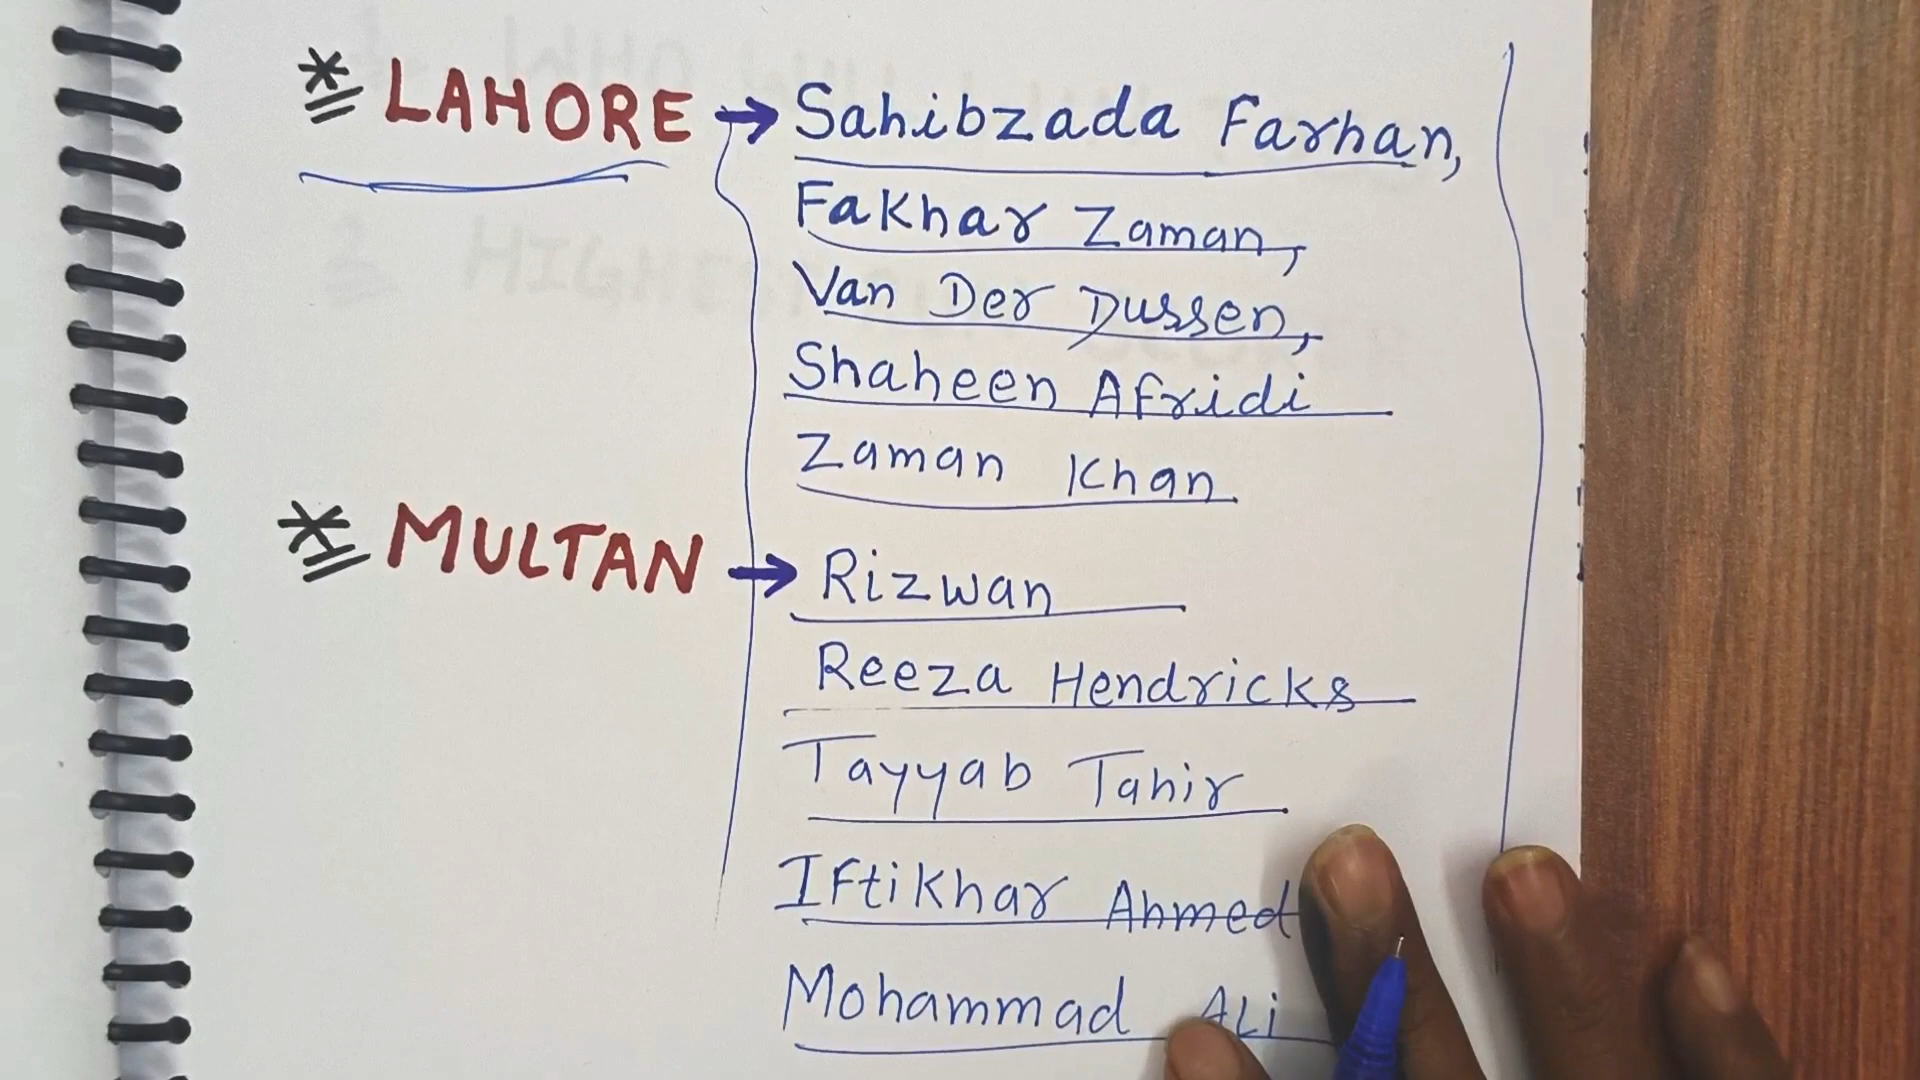 * LAHORE → Sahibzada Farhan,
Fakhar Zaman,
Van Der Dussen,
Shaheen Afridi
Zaman Khan
* MULTAN → Rizwan
Reeza Hendricks
Tayyab Tahir
Iftikhar Ahmed
Mohammad Ali